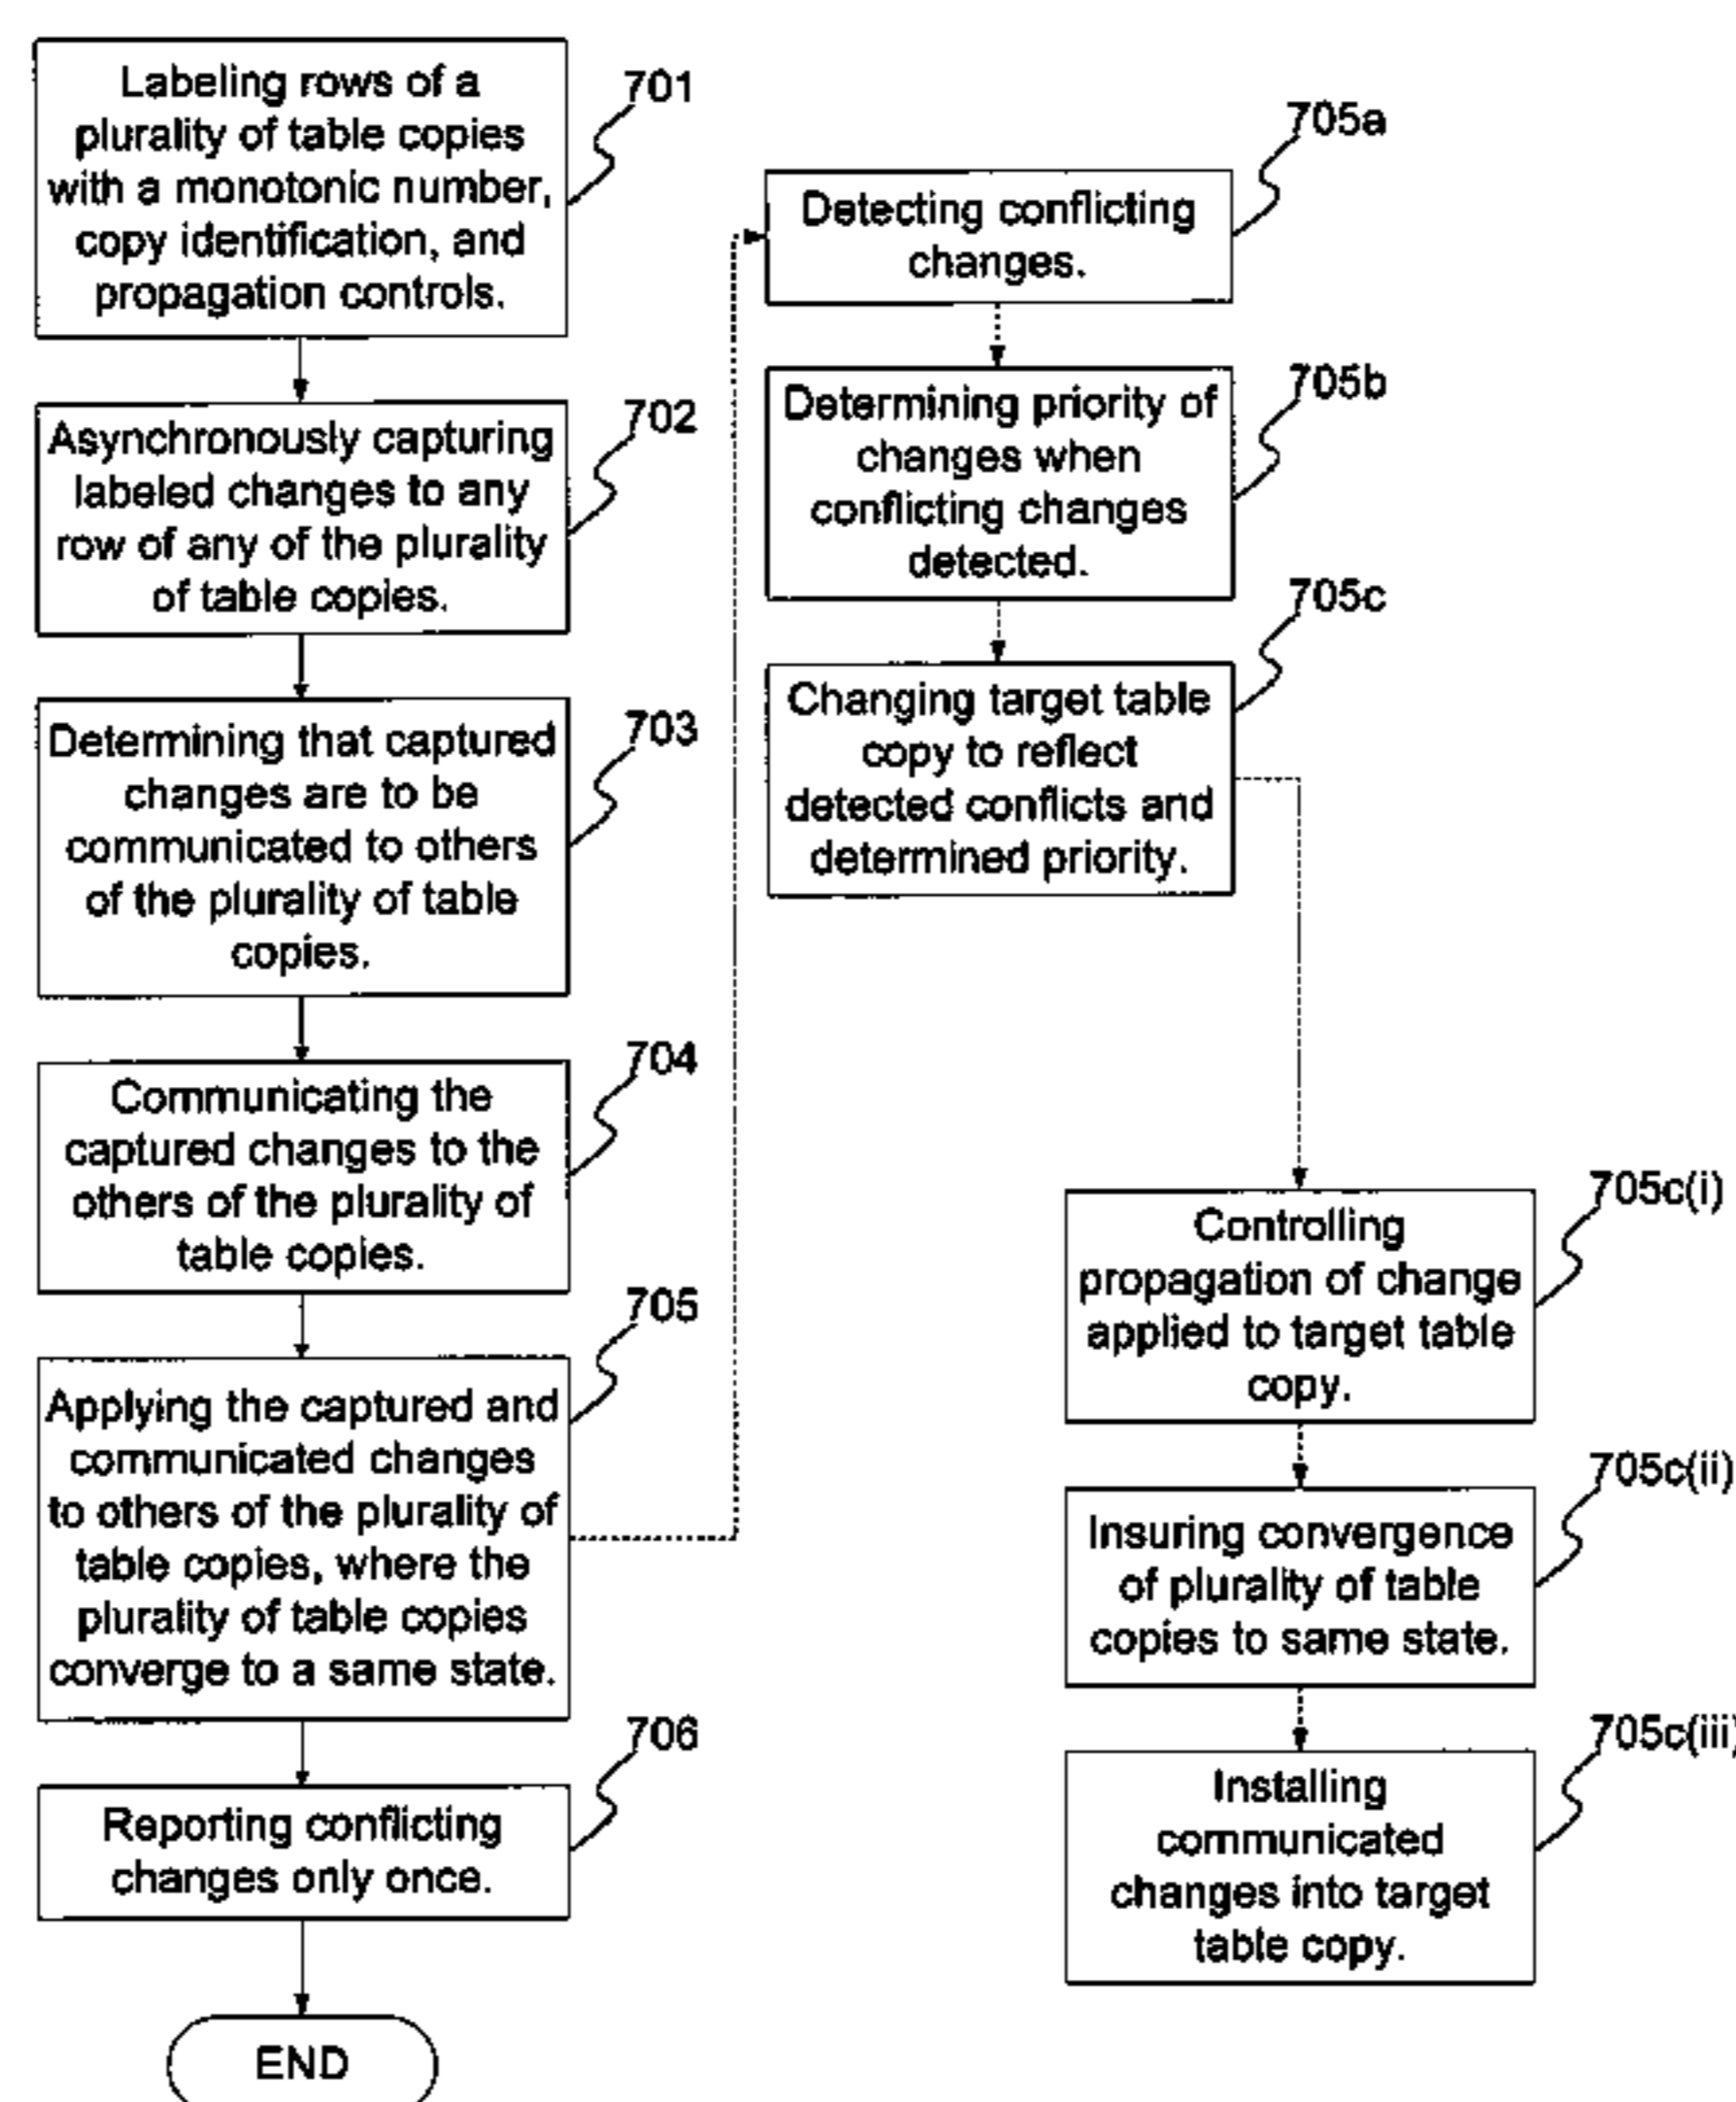 Labeling rows of a
plurality of table copies
with a monotonic number,
copy identification, and
propagation controls.
701
Asynchronously capturing
labeled changes to any
row of any of the plurality
of table copies.
702
Determining that captured
changes are to be
communicated to others
of the plurality of table
copies.
703
Communicating the
captured changes to the
others of the plurality of
table copies.
704
Applying the captured and
communicated changes
to others of the plurality of
table copies, where the
plurality of table copies
converge to a same state.
705
Reporting conflicting
changes only once.
706
END
Detecting conflicting
changes.
705a
Determining priority of
changes when
conflicting changes
detected.
705b
Changing target table
copy to reflect
detected conflicts and
determined priority.
705c
Controlling
propagation of change
applied to target table
copy.
705c(i)
Insuring convergence
of plurality of table
copies to same state.
705c(ii)
Installing
communicated
changes into target
table copy.
705c(iii)